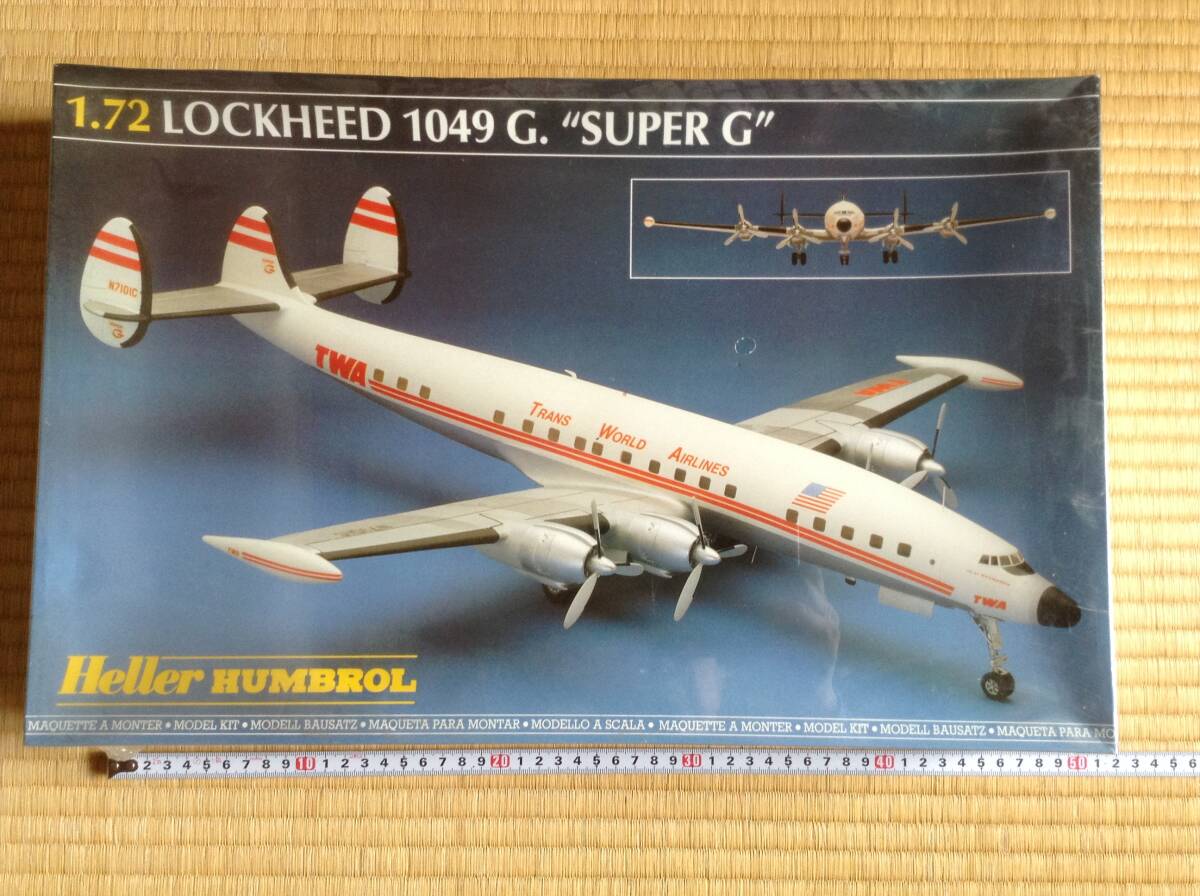 1.72 LOCKHEED 1049 G. "SUPER G"
N7101C
G
G
TWA
TRANS WORLD AIRLINES
TWA
TWA
Heller HUMBROL
MAQUETTE A MONTER • MODEL KIT • MODELL BAUSATZ • MAQUETA PARA MONTAR • MODELLO A SCALA • MAQUETTE A MONTER • MODEL KIT • MODELL BAUSATZ • MAQUETA PARA MO
2 3 4 5 6 7 8 9 10 1 2 3 4 5 6 7 8 9 20 1 2 3 4 5 6 7 8 9 30 1 2 3 4 5 6 7 8 9 40 1 2 3 4 5 6 7 8 9 50 1 2 3 4 5 6